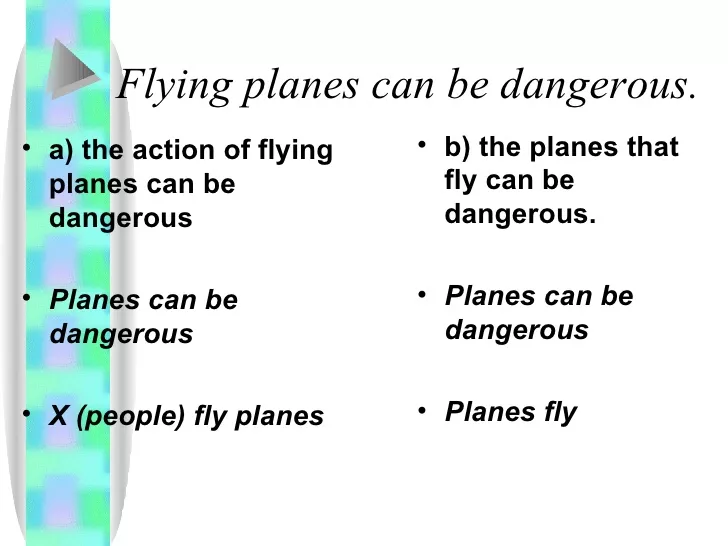 Flying planes can be dangerous.
• a) the action of flying
planes can be
dangerous
• Planes can be
dangerous
• X (people) fly planes
• b) the planes that
fly can be
dangerous.
• Planes can be
dangerous
• Planes fly